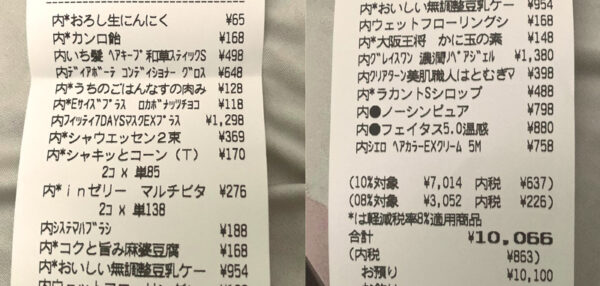 内*おろし生にんにく ¥65
内*カンロ飴 ¥168
内いち髪 ヘアキープ和草スティックS ¥498
内ディアボーテ コンディショナー グロス ¥648
内*うちのごはんなすの肉み ¥128
内*Eサイズプラス ロカボナッツチョコ ¥118
内フィッティ7DAYSマスクEXプラス ¥1,298
内*シャウエッセン2束 ¥369
内*シャキッとコーン(T) ¥170
2コ × 単85
内*inゼリー マルチビタ ¥276
2コ × 単138
内システマハブラシ ¥188
内*コクと旨み麻婆豆腐 ¥168
内*おいしい無調整豆乳ケー ¥954
内ウェットフローリングシ ¥168
内*おいしい無調整豆乳ケー ¥954
内ウェットフローリングシ ¥168
内*大阪王将 かに玉の素 ¥148
内グレイスワン 濃潤リペアジェル ¥1,380
内クリアターン美肌職人はとむぎマ ¥398
内*ラカントSシロップ ¥488
内●ノーシンピュア ¥798
内●フェイタス5.0温感 ¥880
内シエロ ヘアカラーEXクリーム 5M ¥758
(10%対象 ¥7,014 内税 ¥637)
(08%対象 ¥3,052 内税 ¥226)
*は軽減税率8%適用商品
合計 ¥10,066
(内税 ¥863)
お預り ¥10,100